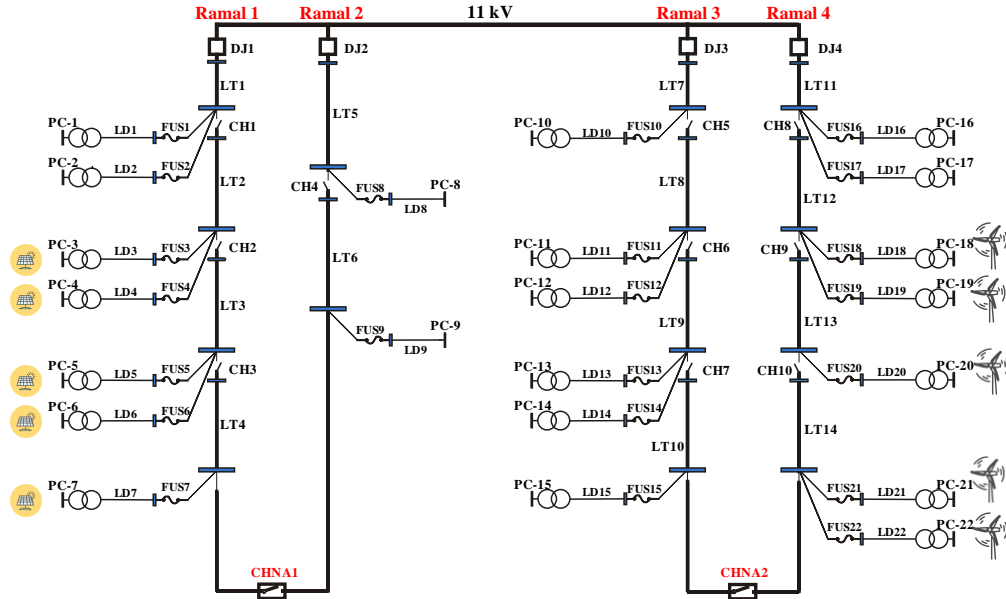 Ramal 1 Ramal 2 11 kV Ramal 3 Ramal 4
DJ1 DJ2 DJ3 DJ4
LT1 LT7 LT11
PC-1 LD1 FUS1 CH1 LT5 PC-10 LD10 FUS10 CH5 CH8 FUS16 LD16 PC-16
PC-2 LD2 FUS2 FUS17 LD17 PC-17
LT2 CH4 FUS8 LD8 PC-8 LT8 LT12
PC-3 LD3 FUS3 CH2 PC-11 LD11 FUS11 CH6 CH9 FUS18 LD18 PC-18
LT6
PC-4 LD4 FUS4 PC-12 LD12 FUS12 FUS19 LD19 PC-19
LT3 LT9 LT13
FUS9 LD9 PC-9
PC-5 LD5 FUS5 CH3 PC-13 LD13 FUS13 CH7 CH10 FUS20 LD20 PC-20
PC-6 LD6 FUS6 PC-14 LD14 FUS14
LT4 LT10 LT14
PC-7 LD7 FUS7 PC-15 LD15 FUS15 FUS21 LD21 PC-21
FUS22 LD22 PC-22
CHNA1 CHNA2